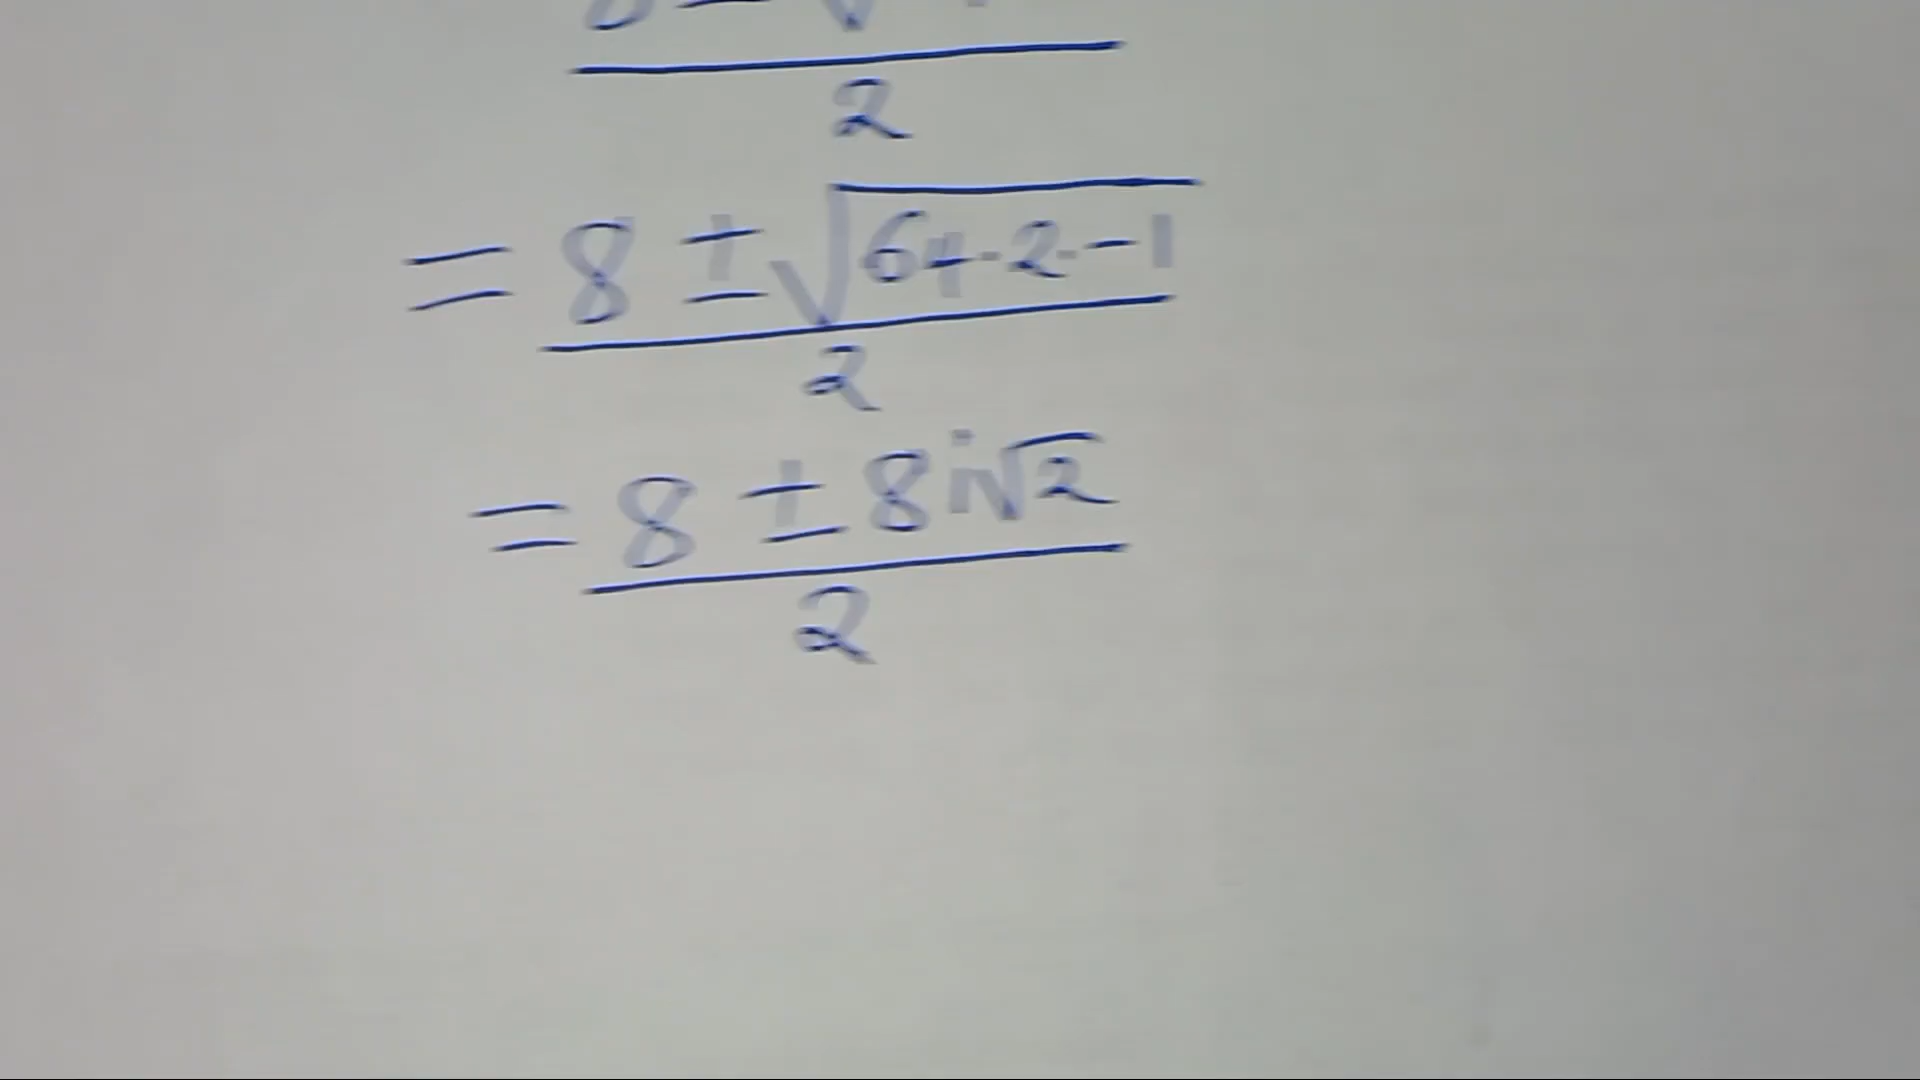 2
= 8 ± √64·2·-1
2
= 8 ± 8i√2
2